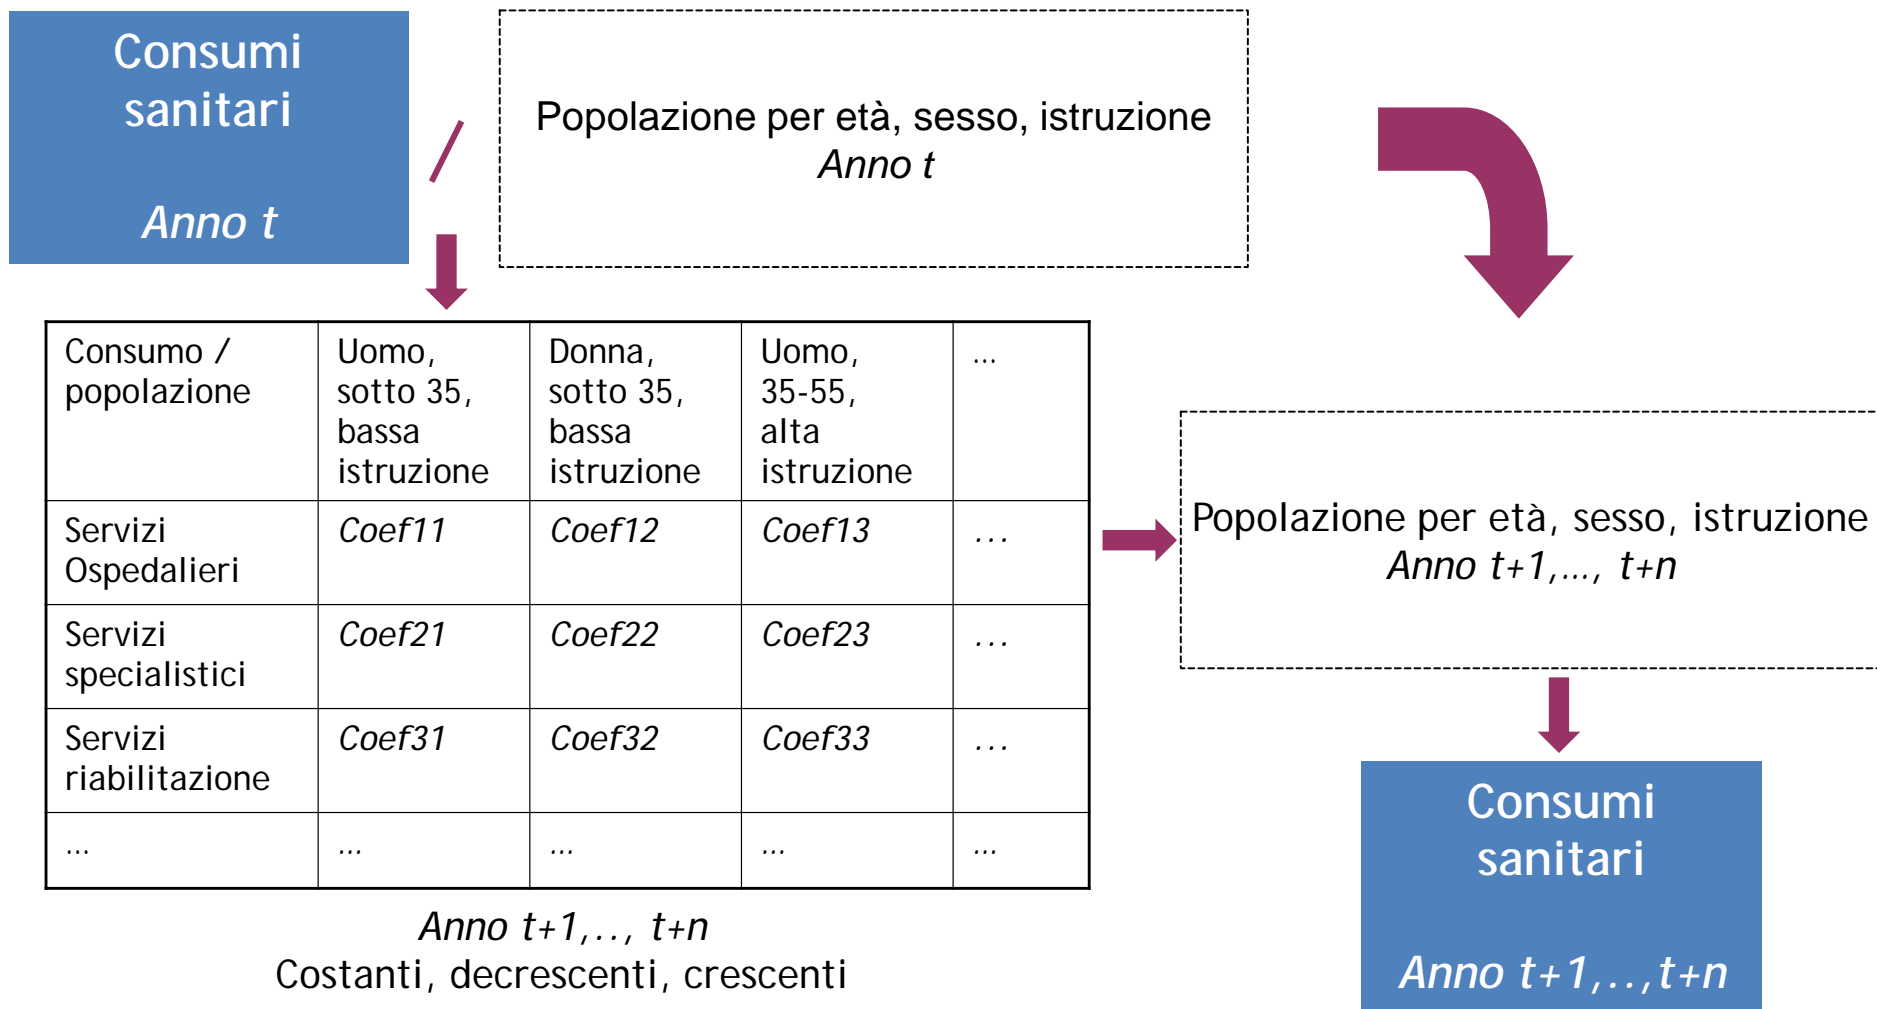 Consumi
sanitari
Anno t
/
Popolazione per età, sesso, istruzione
Anno t
Consumo /
popolazione
Uomo,
sotto 35,
bassa
istruzione
Donna,
sotto 35,
bassa
istruzione
Uomo,
35-55,
alta
istruzione
...
Servizi
Ospedalieri
Coef11
Coef12
Coef13
...
Servizi
specialistici
Coef21
Coef22
Coef23
...
Servizi
riabilitazione
Coef31
Coef32
Coef33
...
...
...
...
...
...
Anno t+1,.., t+n
Costanti, decrescenti, crescenti
Popolazione per età, sesso, istruzione
Anno t+1,..., t+n
Consumi
sanitari
Anno t+1,..,t+n